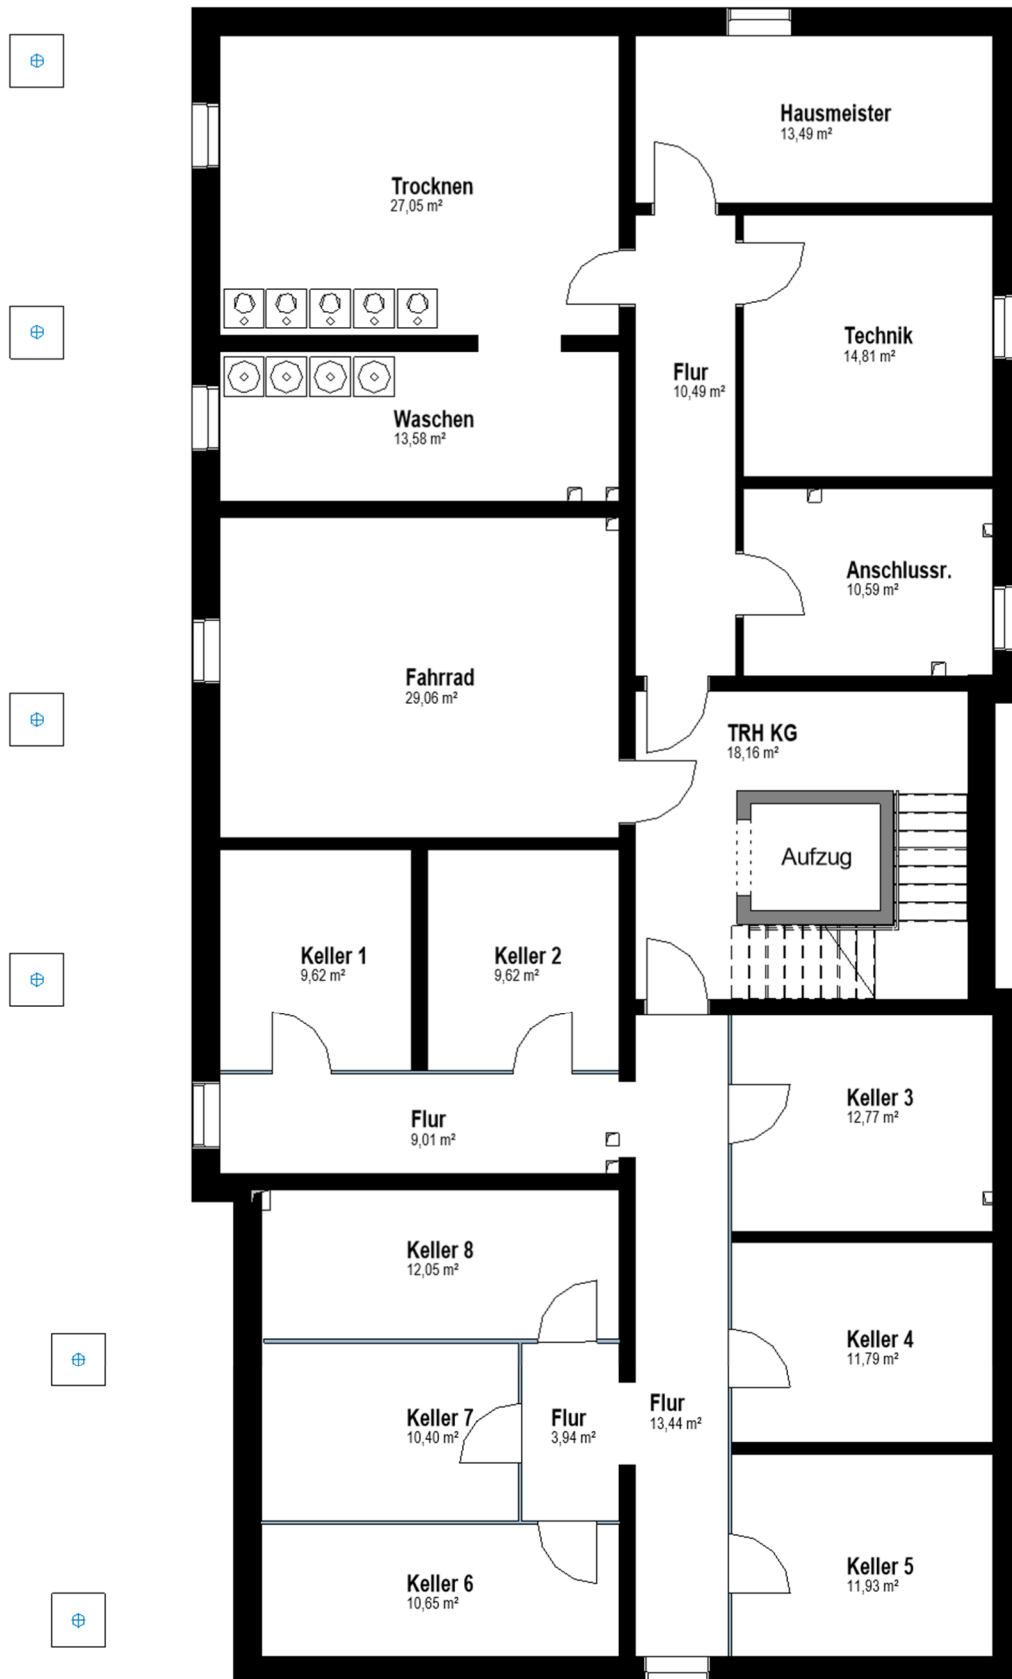 Hausmeister
13,49 m²
Trocknen
27,05 m²
Technik
14,81 m²
Flur
10,49 m²
Waschen
13,58 m²
Anschlussr.
10,59 m²
Fahrrad
29,06 m²
TRH KG
18,16 m²
Aufzug
Keller 1
9,62 m²
Keller 2
9,62 m²
Keller 3
12,77 m²
Flur
9,01 m²
Keller 8
12,05 m²
Keller 4
11,79 m²
Keller 7
10,40 m²
Flur
3,94 m²
Flur
13,44 m²
Keller 5
11,93 m²
Keller 6
10,65 m²